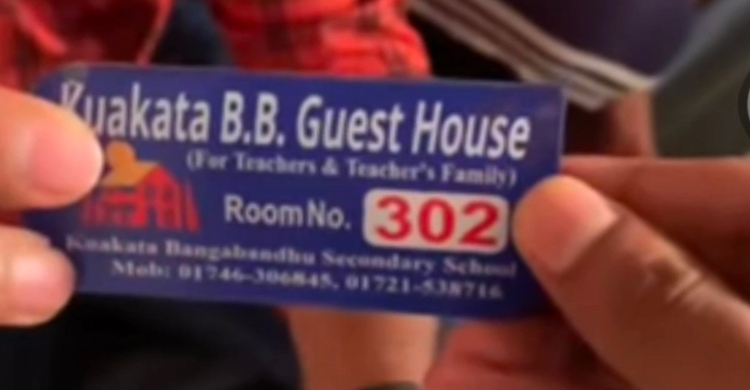 Kuakata B.B. Guest House
(For Teachers & Teacher's Family)
Room No. 302
Kuakata Bangabandhu Secondary School
Mob: 01746-306845, 01721-538716